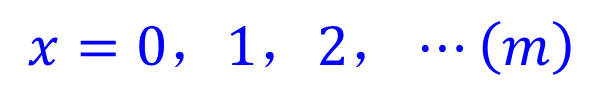 x = 0，1，2， ⋯ (m)